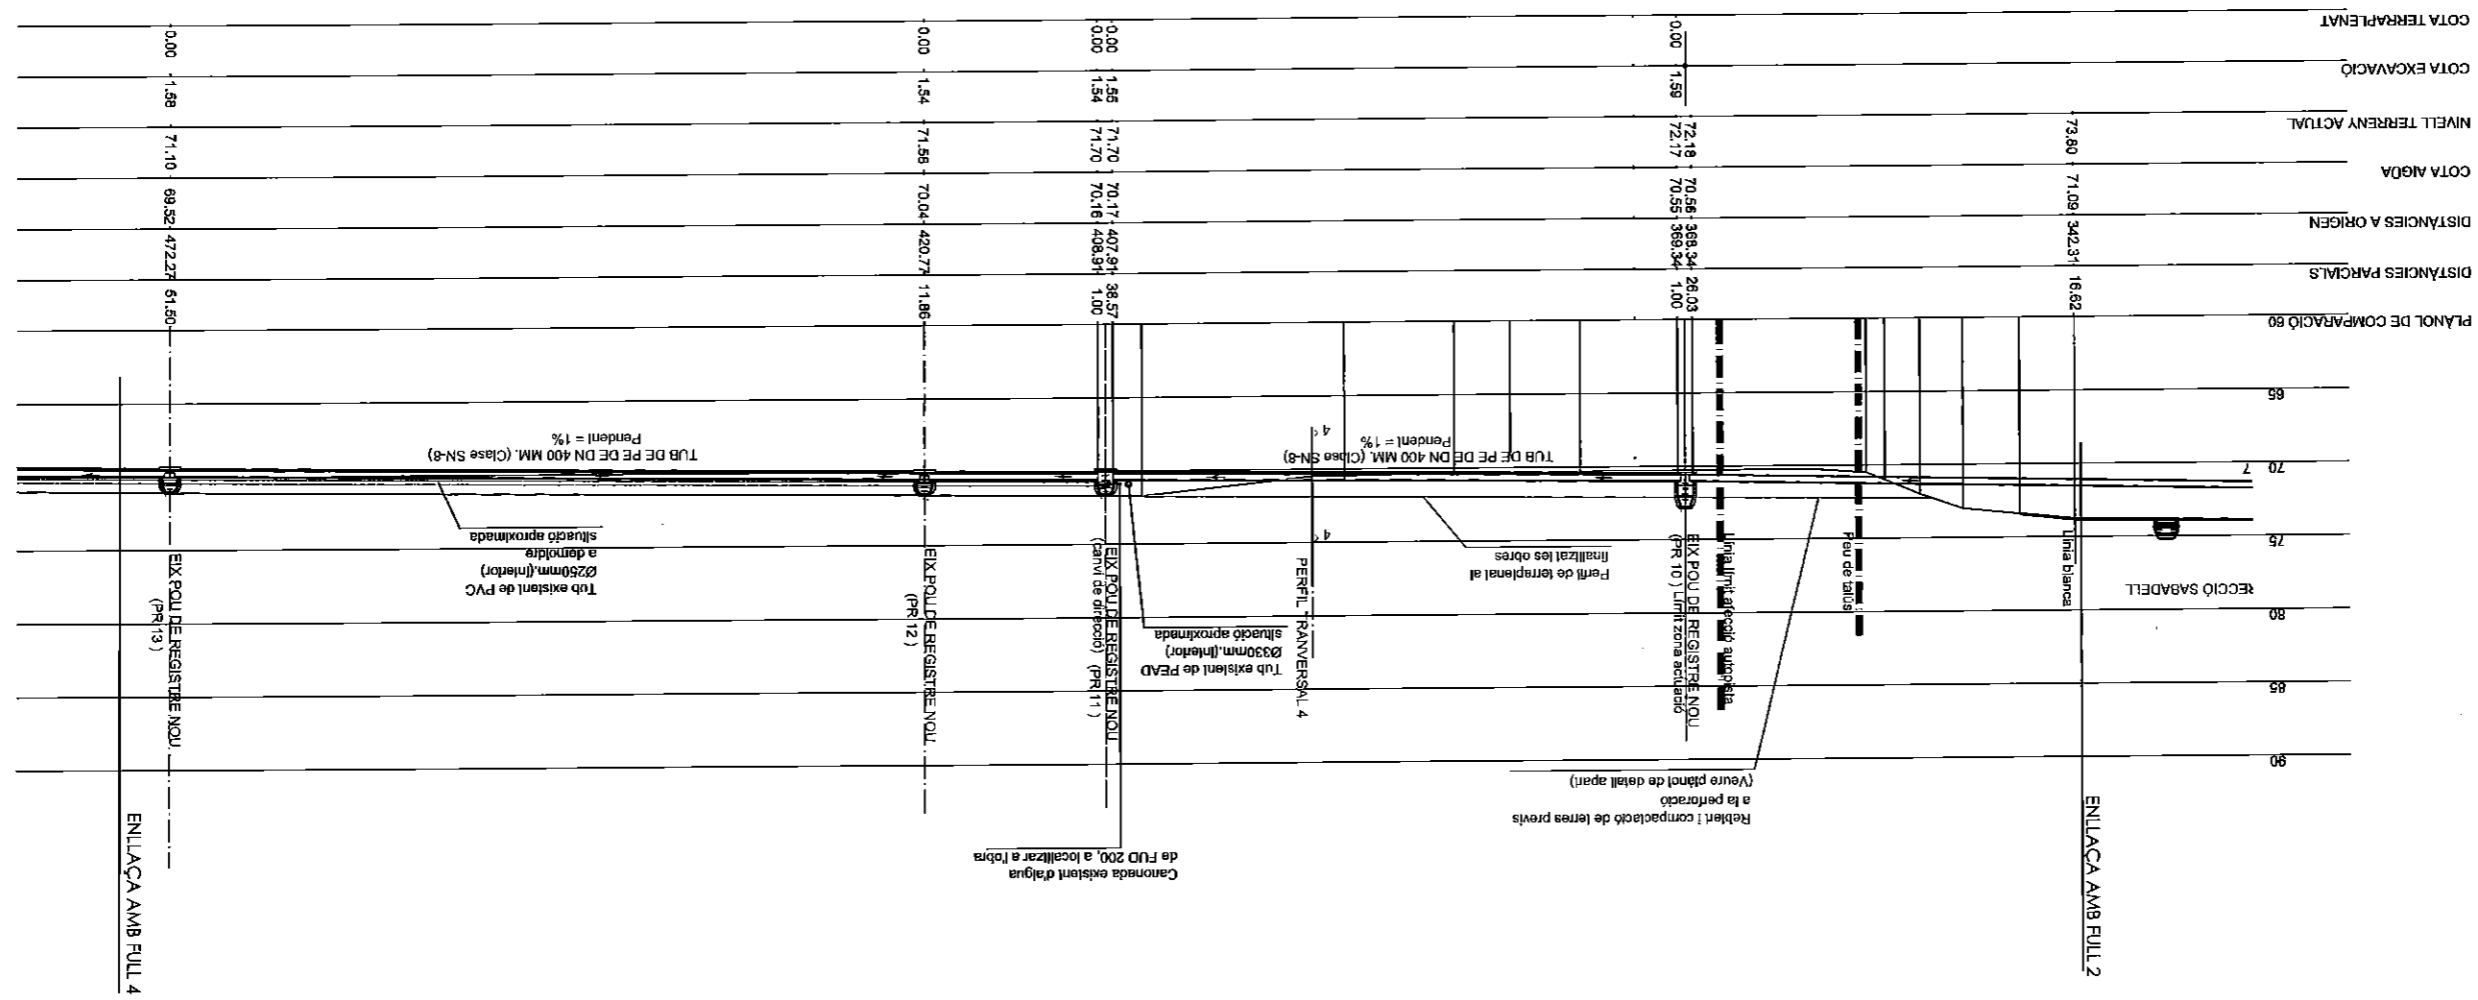 ENLLAÇA AMB FULL 2
ENLLAÇA AMB FULL 4
Canonada existent d'aigua
de FUD 200, a localitzar a l'obra
Reblert i compactació de terres previs
a la perforació
(Veure plànol de detall apart)
90
85
80
75
70
7
65
RECCIÓ SABADELL
Línia blanca
Peu de talús
Línia límit afecció autopista
EIX POU DE REGISTRE NOU
(PR 10) Límit zona actuació
Perfil de terraplenat al
finalitzat les obres
PERFIL TRANVERSAL 4
4
4
Tub existent de PEAD
Ø330mm.(Interior)
situació aproximada
EIX POU DE REGISTRE NOU
(canvi de direcció) (PR 11)
EIX POU DE REGISTRE NOU
(PR 12)
Tub existent de PVC
Ø250mm.(Interior)
a demoldre
situació aproximada
EIX POU DE REGISTRE NOU
(PR 13)
TUB DE PE DE DN 400 MM. (Clase SN-8)
Pendent = 1%
TUB DE PE DE DN 400 MM. (Clase SN-8)
Pendent = 1%
PLÀNOL DE COMPARACIÓ 60
DISTÀNCIES PARCIALS
16.62 26.03 1.00 38.57 1.00 11.86 51.50
DISTÀNCIES A ORIGEN
342.31 368.34 369.34 407.91 408.91 420.77 472.27
COTA AIGÜA
71.09 70.56 70.55 70.17 70.16 70.04 69.52
NIVELL TERRENY ACTUAL
73.80 72.18 72.17 71.70 71.70 71.58 71.10
COTA EXCAVACIÓ
1.59 1.55 1.54 1.54 1.58
COTA TERRAPLENAT
0.00 0.00 0.00 0.00 0.00